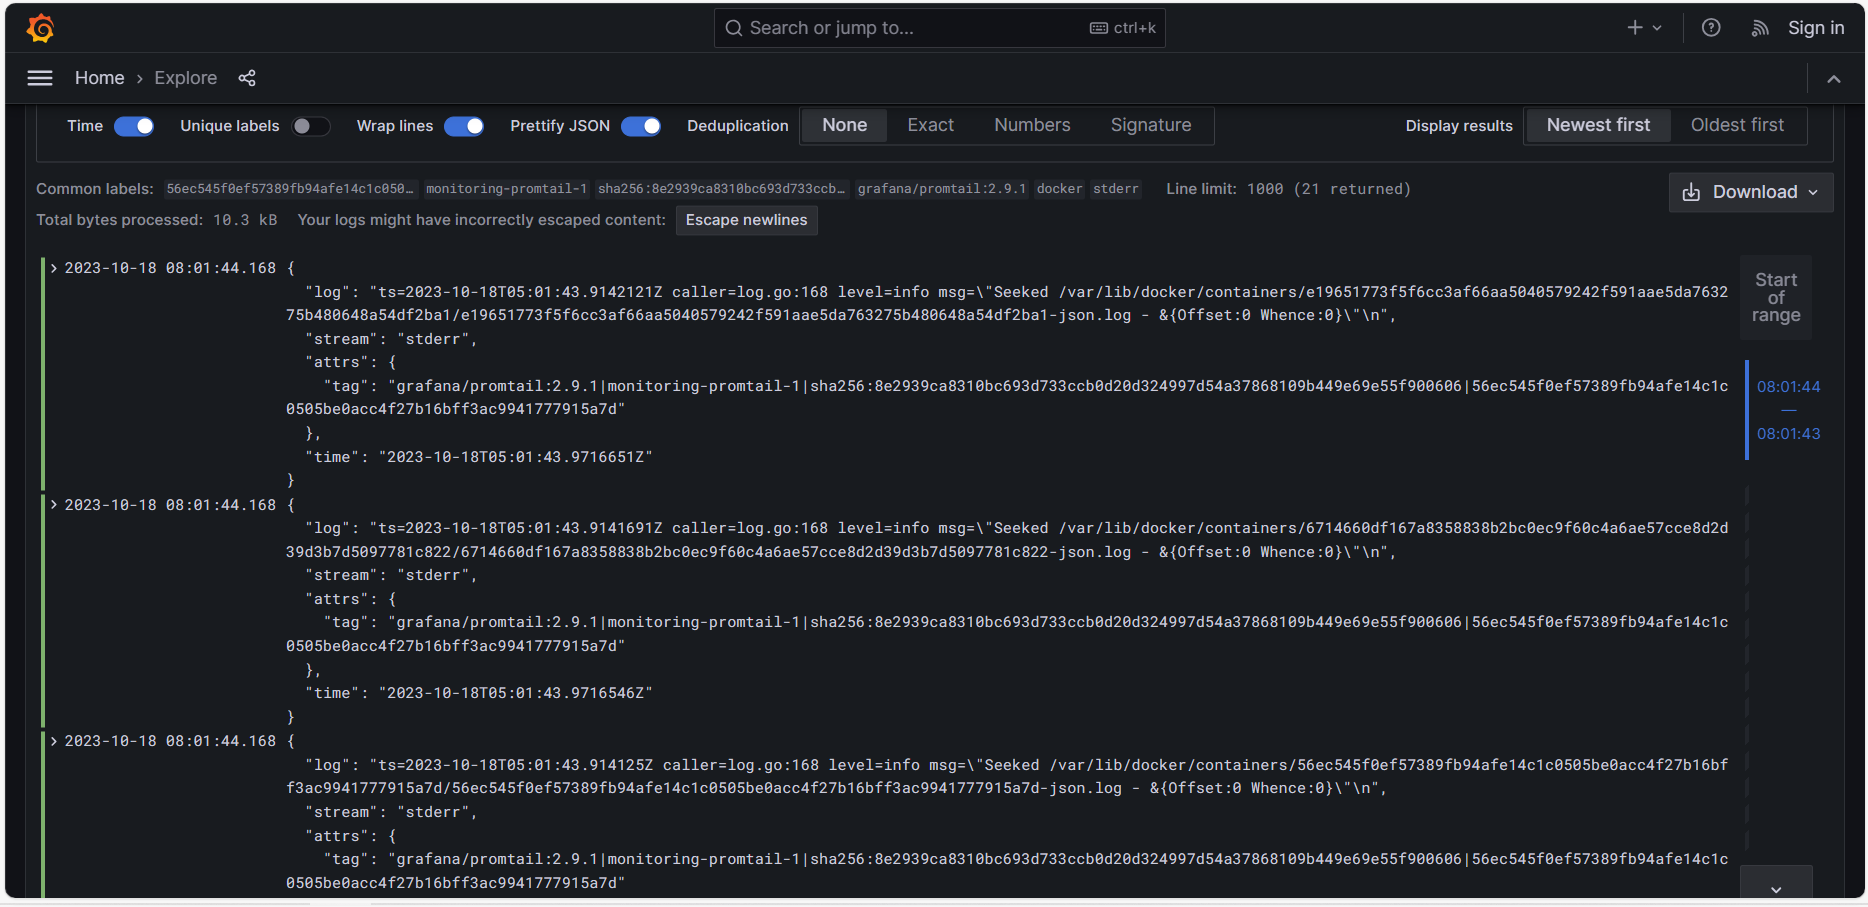 Search or jump to...
ctrl+k
Sign in
Home › Explore
Time
Unique labels
Wrap lines
Prettify JSON
Deduplication
None Exact Numbers Signature
Display results
Newest first Oldest first
Common labels: 56ec545f0ef57389fb94afe14c1c050… monitoring-promtail-1 sha256:8e2939ca8310bc693d733ccb… grafana/promtail:2.9.1 docker stderr Line limit: 1000 (21 returned)
Download
Total bytes processed: 10.3 kB Your logs might have incorrectly escaped content: Escape newlines
2023-10-18 08:01:44.168 {
"log": "ts=2023-10-18T05:01:43.9142121Z caller=log.go:168 level=info msg=\"Seeked /var/lib/docker/containers/e19651773f5f6cc3af66aa5040579242f591aae5da7632
75b480648a54df2ba1/e19651773f5f6cc3af66aa5040579242f591aae5da763275b480648a54df2ba1-json.log - &{Offset:0 Whence:0}\"\n",
"stream": "stderr",
"attrs": {
"tag": "grafana/promtail:2.9.1|monitoring-promtail-1|sha256:8e2939ca8310bc693d733ccb0d20d324997d54a37868109b449e69e55f900606|56ec545f0ef57389fb94afe14c1c
0505be0acc4f27b16bff3ac9941777915a7d"
},
"time": "2023-10-18T05:01:43.9716651Z"
}
2023-10-18 08:01:44.168 {
"log": "ts=2023-10-18T05:01:43.9141691Z caller=log.go:168 level=info msg=\"Seeked /var/lib/docker/containers/6714660df167a8358838b2bc0ec9f60c4a6ae57cce8d2d
39d3b7d5097781c822/6714660df167a8358838b2bc0ec9f60c4a6ae57cce8d2d39d3b7d5097781c822-json.log - &{Offset:0 Whence:0}\"\n",
"stream": "stderr",
"attrs": {
"tag": "grafana/promtail:2.9.1|monitoring-promtail-1|sha256:8e2939ca8310bc693d733ccb0d20d324997d54a37868109b449e69e55f900606|56ec545f0ef57389fb94afe14c1c
0505be0acc4f27b16bff3ac9941777915a7d"
},
"time": "2023-10-18T05:01:43.9716546Z"
}
2023-10-18 08:01:44.168 {
"log": "ts=2023-10-18T05:01:43.914125Z caller=log.go:168 level=info msg=\"Seeked /var/lib/docker/containers/56ec545f0ef57389fb94afe14c1c0505be0acc4f27b16bf
f3ac9941777915a7d/56ec545f0ef57389fb94afe14c1c0505be0acc4f27b16bff3ac9941777915a7d-json.log - &{Offset:0 Whence:0}\"\n",
"stream": "stderr",
"attrs": {
"tag": "grafana/promtail:2.9.1|monitoring-promtail-1|sha256:8e2939ca8310bc693d733ccb0d20d324997d54a37868109b449e69e55f900606|56ec545f0ef57389fb94afe14c1c
0505be0acc4f27b16bff3ac9941777915a7d"
Start
of
range
08:01:44
—
08:01:43